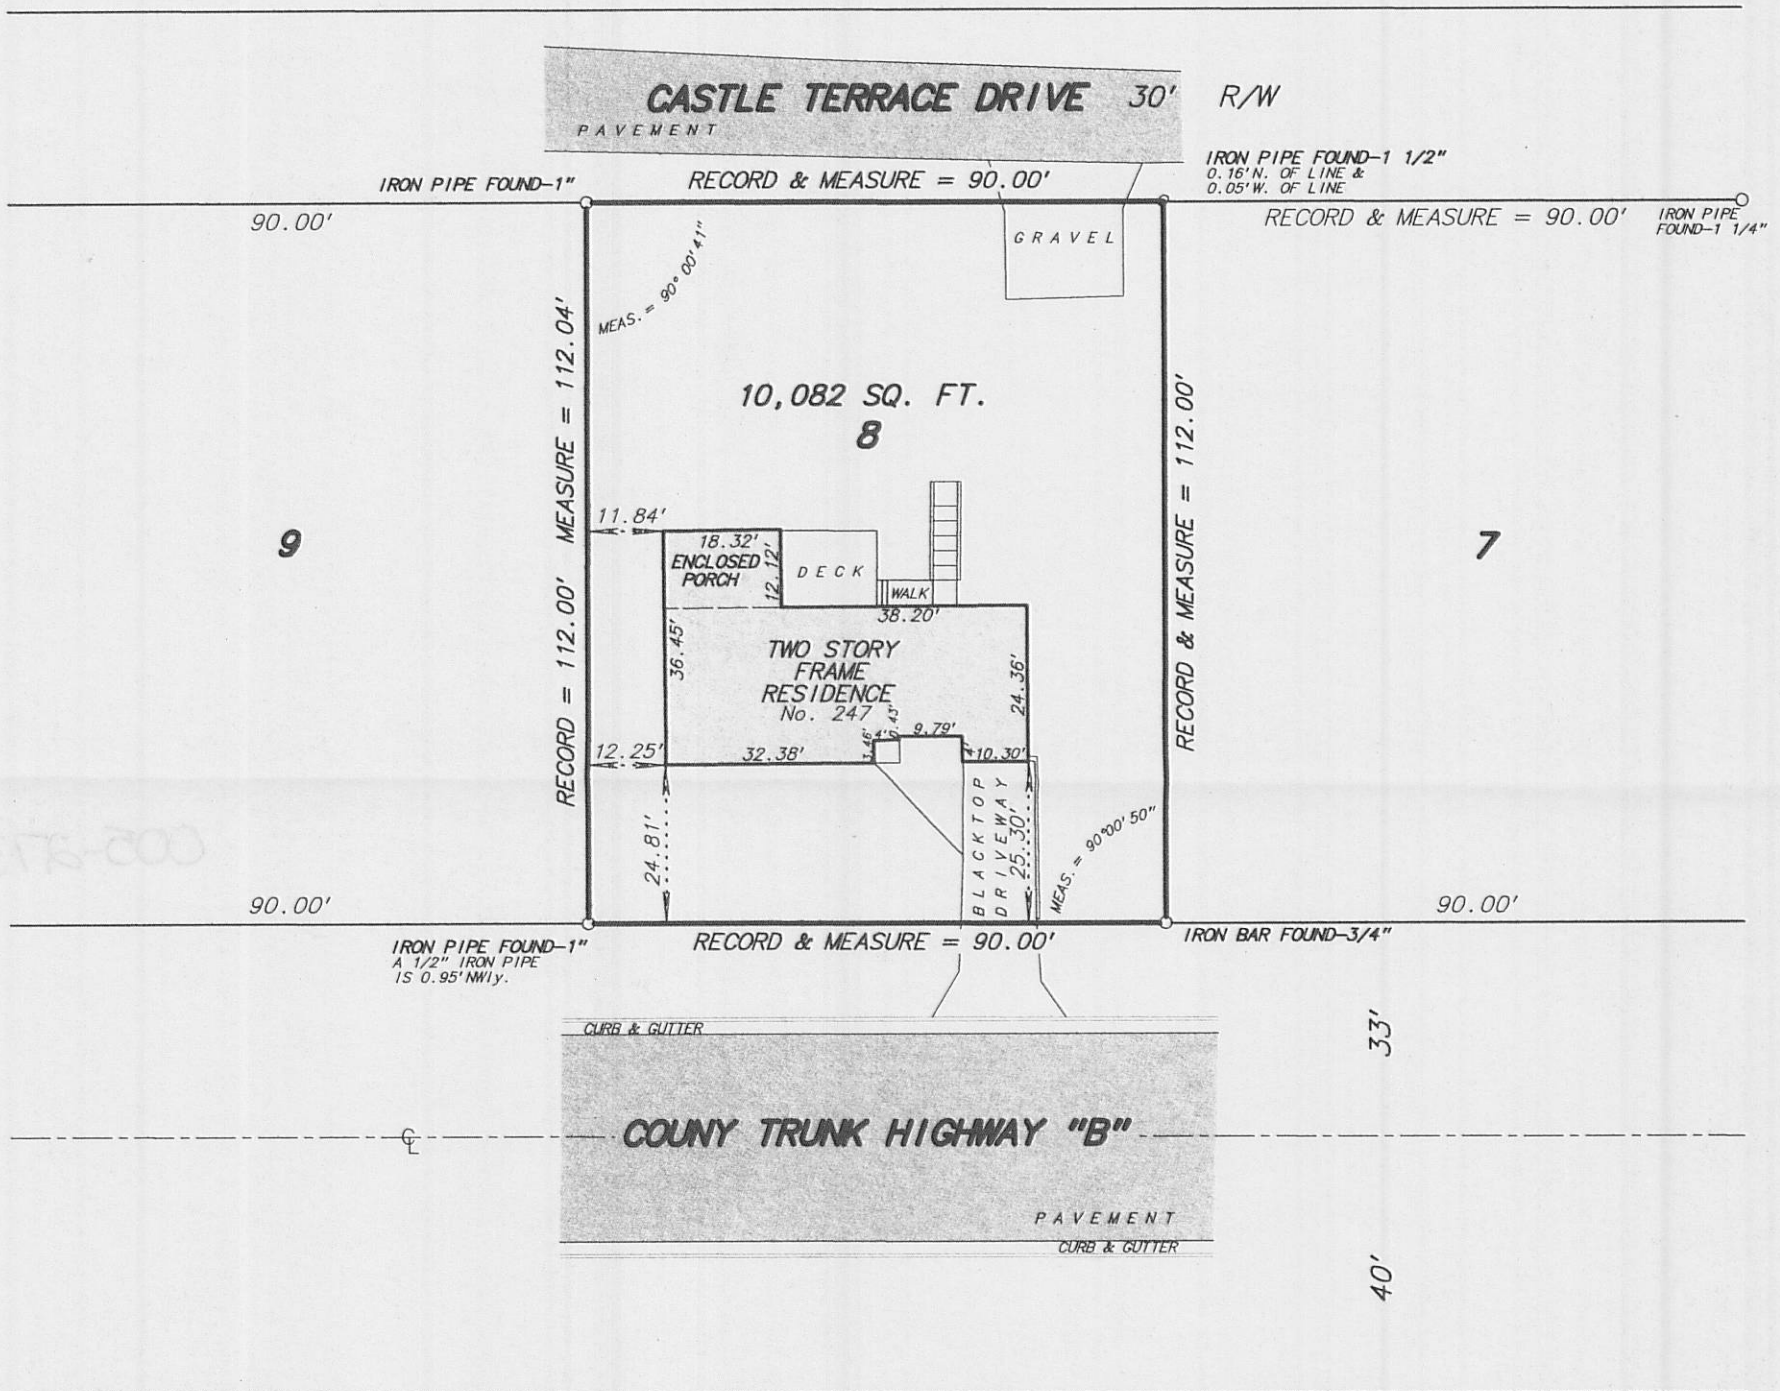 CASTLE TERRACE DRIVE 30' R/W
PAVEMENT
IRON PIPE FOUND-1"
RECORD & MEASURE = 90.00'
IRON PIPE FOUND-1 1/2"
0.16'N. OF LINE &
0.05'W. OF LINE
90.00'
RECORD & MEASURE = 90.00'
IRON PIPE
FOUND-1 1/4"
GRAVEL
MEAS. = 90°00'41"
RECORD = 112.00' MEASURE = 112.04'
RECORD & MEASURE = 112.00'
10,082 SQ. FT.
8
9
7
11.84'
18.32'
ENCLOSED
PORCH
12.12'
DECK
WALK
38.20'
36.45'
TWO STORY
FRAME
RESIDENCE
No. 247
24.36'
12.25'
32.38'
3.46'
4'
0.43'
9.79'
4'
10.30'
24.81'
BLACKTOP
DRIVEWAY
25.30'
MEAS. = 90°00'50"
90.00'
90.00'
IRON PIPE FOUND-1"
A 1/2" IRON PIPE
IS 0.95'NWly.
RECORD & MEASURE = 90.00'
IRON BAR FOUND-3/4"
CURB & GUTTER
33'
CL
COUNY TRUNK HIGHWAY "B"
PAVEMENT
CURB & GUTTER
40'